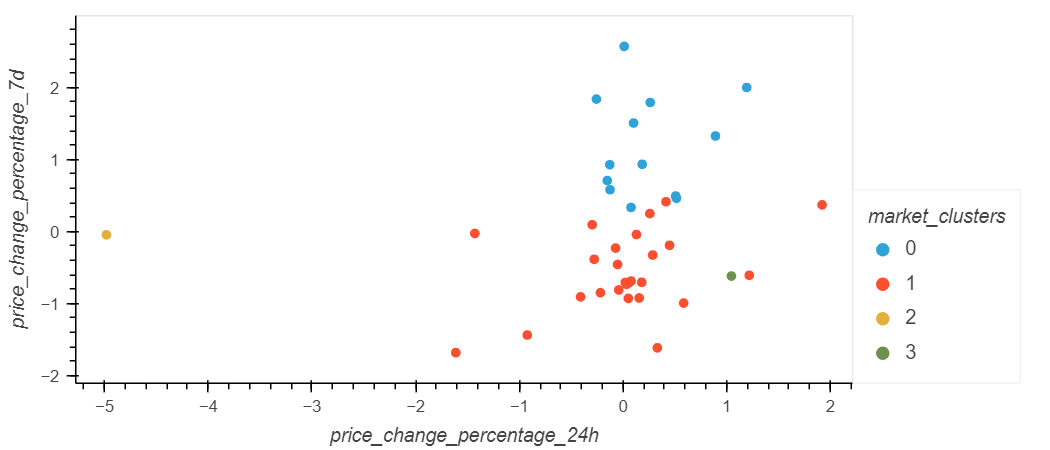 price_change_percentage_7d
2
1
0
−1
−2
−5 −4 −3 −2 −1 0 1 2
price_change_percentage_24h
market_clusters
0
1
2
3